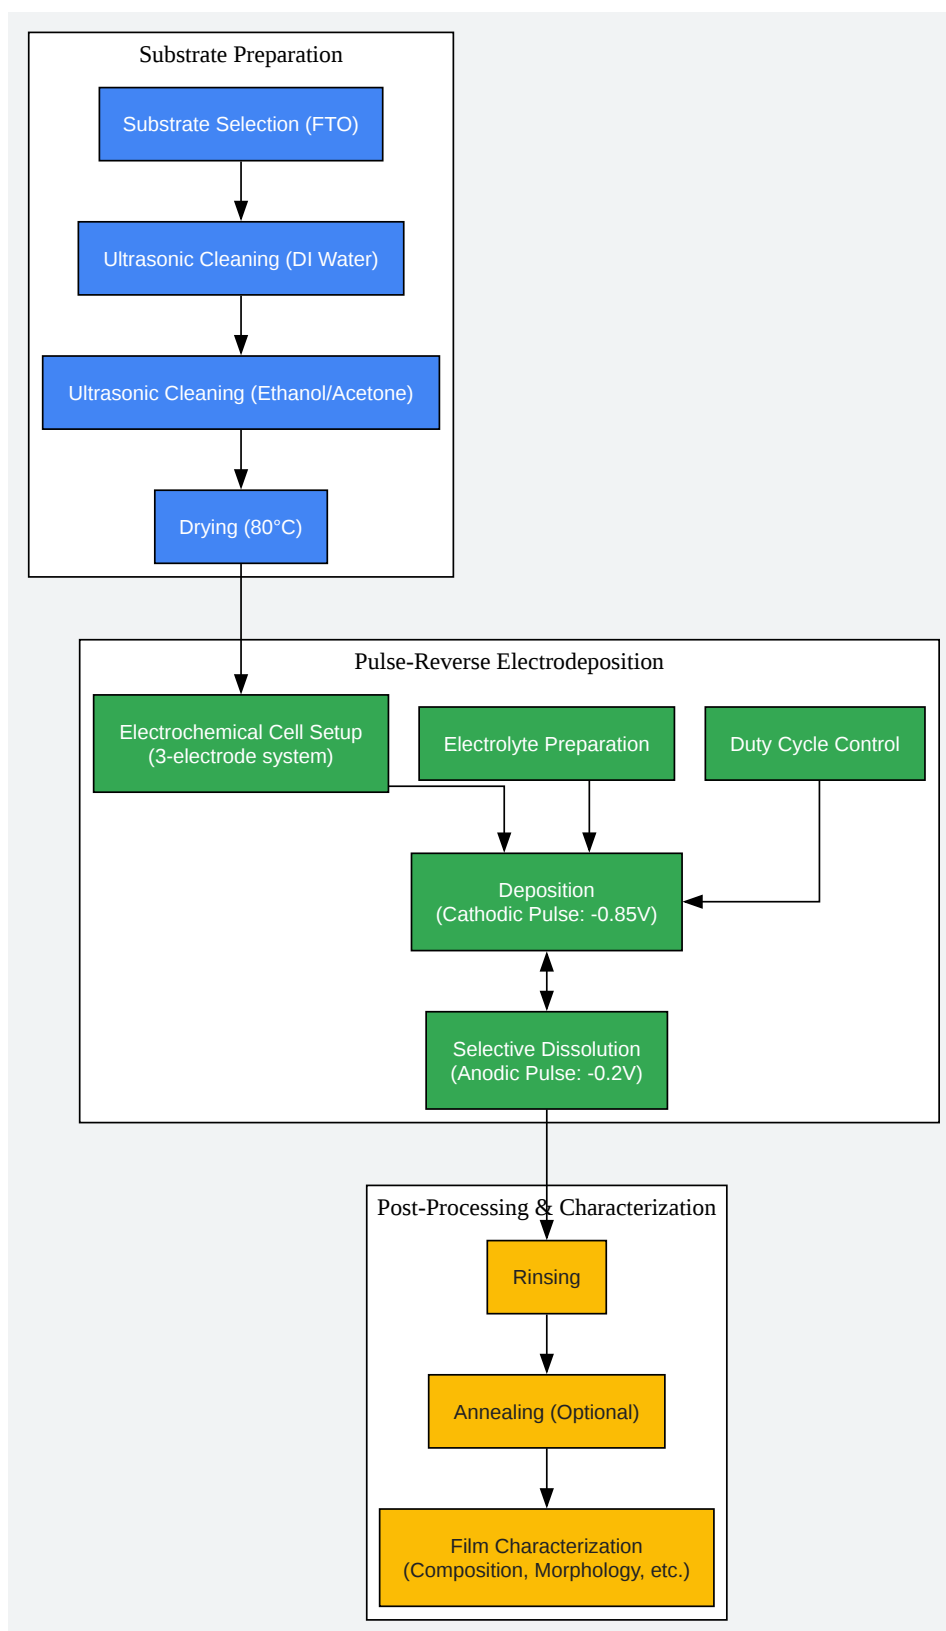 Substrate Preparation
Substrate Selection (FTO)
Ultrasonic Cleaning (DI Water)
Ultrasonic Cleaning (Ethanol/Acetone)
Drying (80°C)
Pulse-Reverse Electrodeposition
Electrochemical Cell Setup
(3-electrode system)
Electrolyte Preparation
Duty Cycle Control
Deposition
(Cathodic Pulse: -0.85V)
Selective Dissolution
(Anodic Pulse: -0.2V)
Post-Processing & Characterization
Rinsing
Annealing (Optional)
Film Characterization
(Composition, Morphology, etc.)